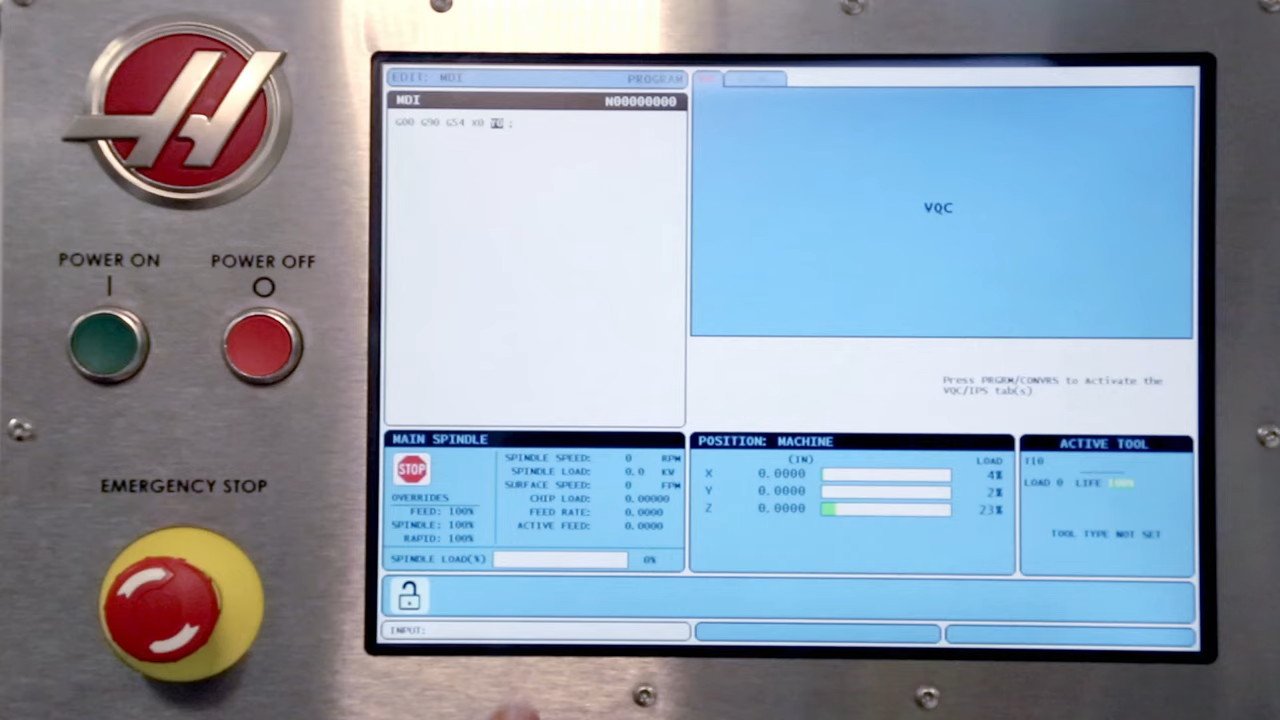 EDIT: MDI PROGRAM
MDI N00000000
G00 G90 G54 X0 Y0 ;
VQC
Press PRGRM/CONVRS to Activate the
VQC/IPS tab(s)
POWER ON POWER OFF
I O
EMERGENCY STOP
MAIN SPINDLE
STOP
OVERRIDES
FEED: 100%
SPINDLE: 100%
RAPID: 100%
SPINDLE SPEED: 0 RPM
SPINDLE LOAD: 0.0 KW
SURFACE SPEED: 0 FPM
CHIP LOAD: 0.00000
FEED RATE: 0.0000
ACTIVE FEED: 0.0000
SPINDLE LOAD(%) 0%
POSITION: MACHINE
(IN) LOAD
X 0.0000 4%
Y 0.0000 2%
Z 0.0000 23%
ACTIVE TOOL
T10
LOAD 0 LIFE 100%
TOOL TYPE NOT SET
INPUT: